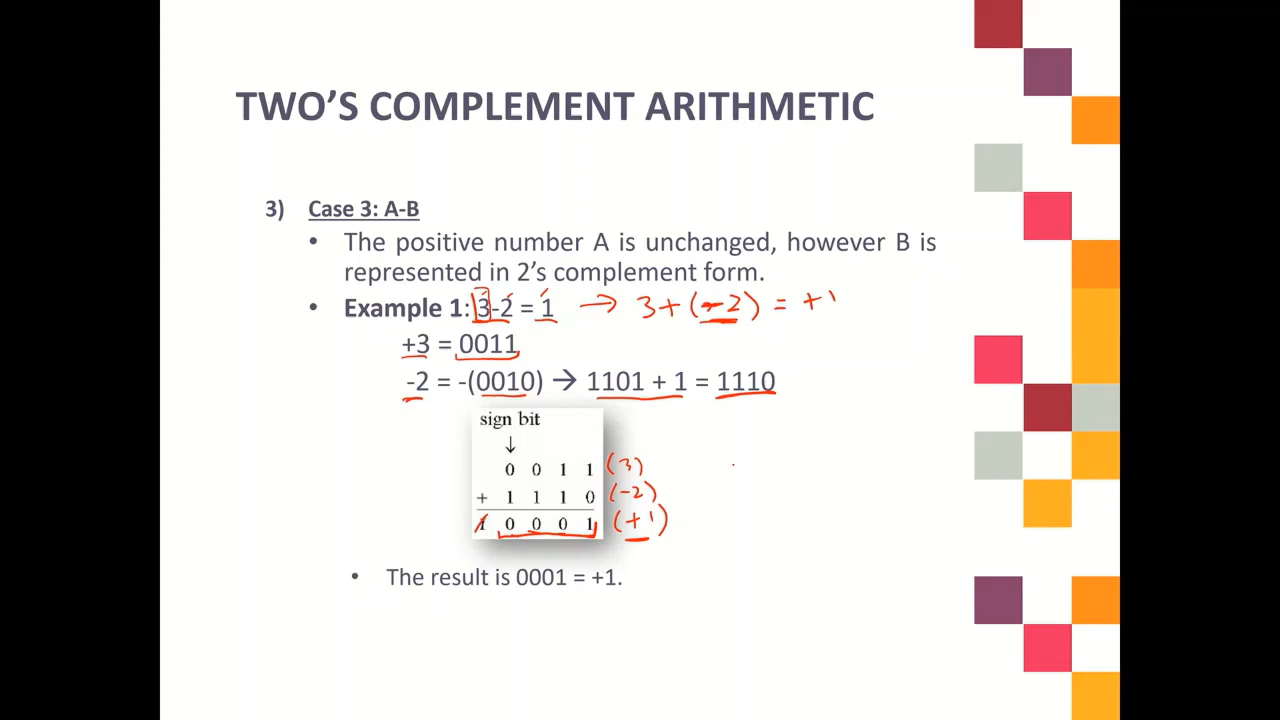 TWO'S COMPLEMENT ARITHMETIC
3) Case 3: A-B
• The positive number A is unchanged, however B is
represented in 2's complement form.
• Example 1: 3-2 = 1 → 3+(-2) = +1
+3 = 0011
-2 = -(0010) → 1101 + 1 = 1110
sign bit
↓
0 0 1 1 (3)
+ 1 1 1 0 (-2)
1 0 0 0 1 (+1)
• The result is 0001 = +1.